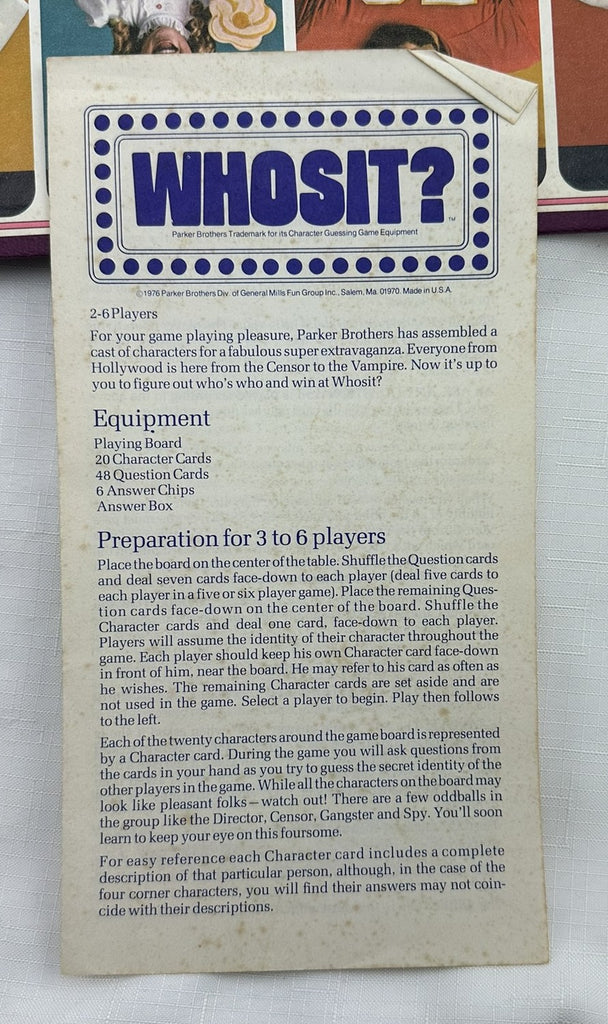 WHOSIT?
TM
Parker Brothers Trademark for its Character Guessing Game Equipment
©1976 Parker Brothers Div. of General Mills Fun Group Inc., Salem, Ma. 01970. Made in U.S.A.
2-6 Players
For your game playing pleasure, Parker Brothers has assembled a
cast of characters for a fabulous super extravaganza. Everyone from
Hollywood is here from the Censor to the Vampire. Now it's up to
you to figure out who's who and win at Whosit?
Equipment
Playing Board
20 Character Cards
48 Question Cards
6 Answer Chips
Answer Box
Preparation for 3 to 6 players
Place the board on the center of the table. Shuffle the Question cards
and deal seven cards face-down to each player (deal five cards to
each player in a five or six player game). Place the remaining Ques-
tion cards face-down on the center of the board. Shuffle the
Character cards and deal one card, face-down to each player.
Players will assume the identity of their character throughout the
game. Each player should keep his own Character card face-down
in front of him, near the board. He may refer to his card as often as
he wishes. The remaining Character cards are set aside and are
not used in the game. Select a player to begin. Play then follows
to the left.
Each of the twenty characters around the game board is represented
by a Character card. During the game you will ask questions from
the cards in your hand as you try to guess the secret identity of the
other players in the game. While all the characters on the board may
look like pleasant folks—watch out! There are a few oddballs in
the group like the Director, Censor, Gangster and Spy. You'll soon
learn to keep your eye on this foursome.
For easy reference each Character card includes a complete
description of that particular person, although, in the case of the
four corner characters, you will find their answers may not coin-
cide with their descriptions.